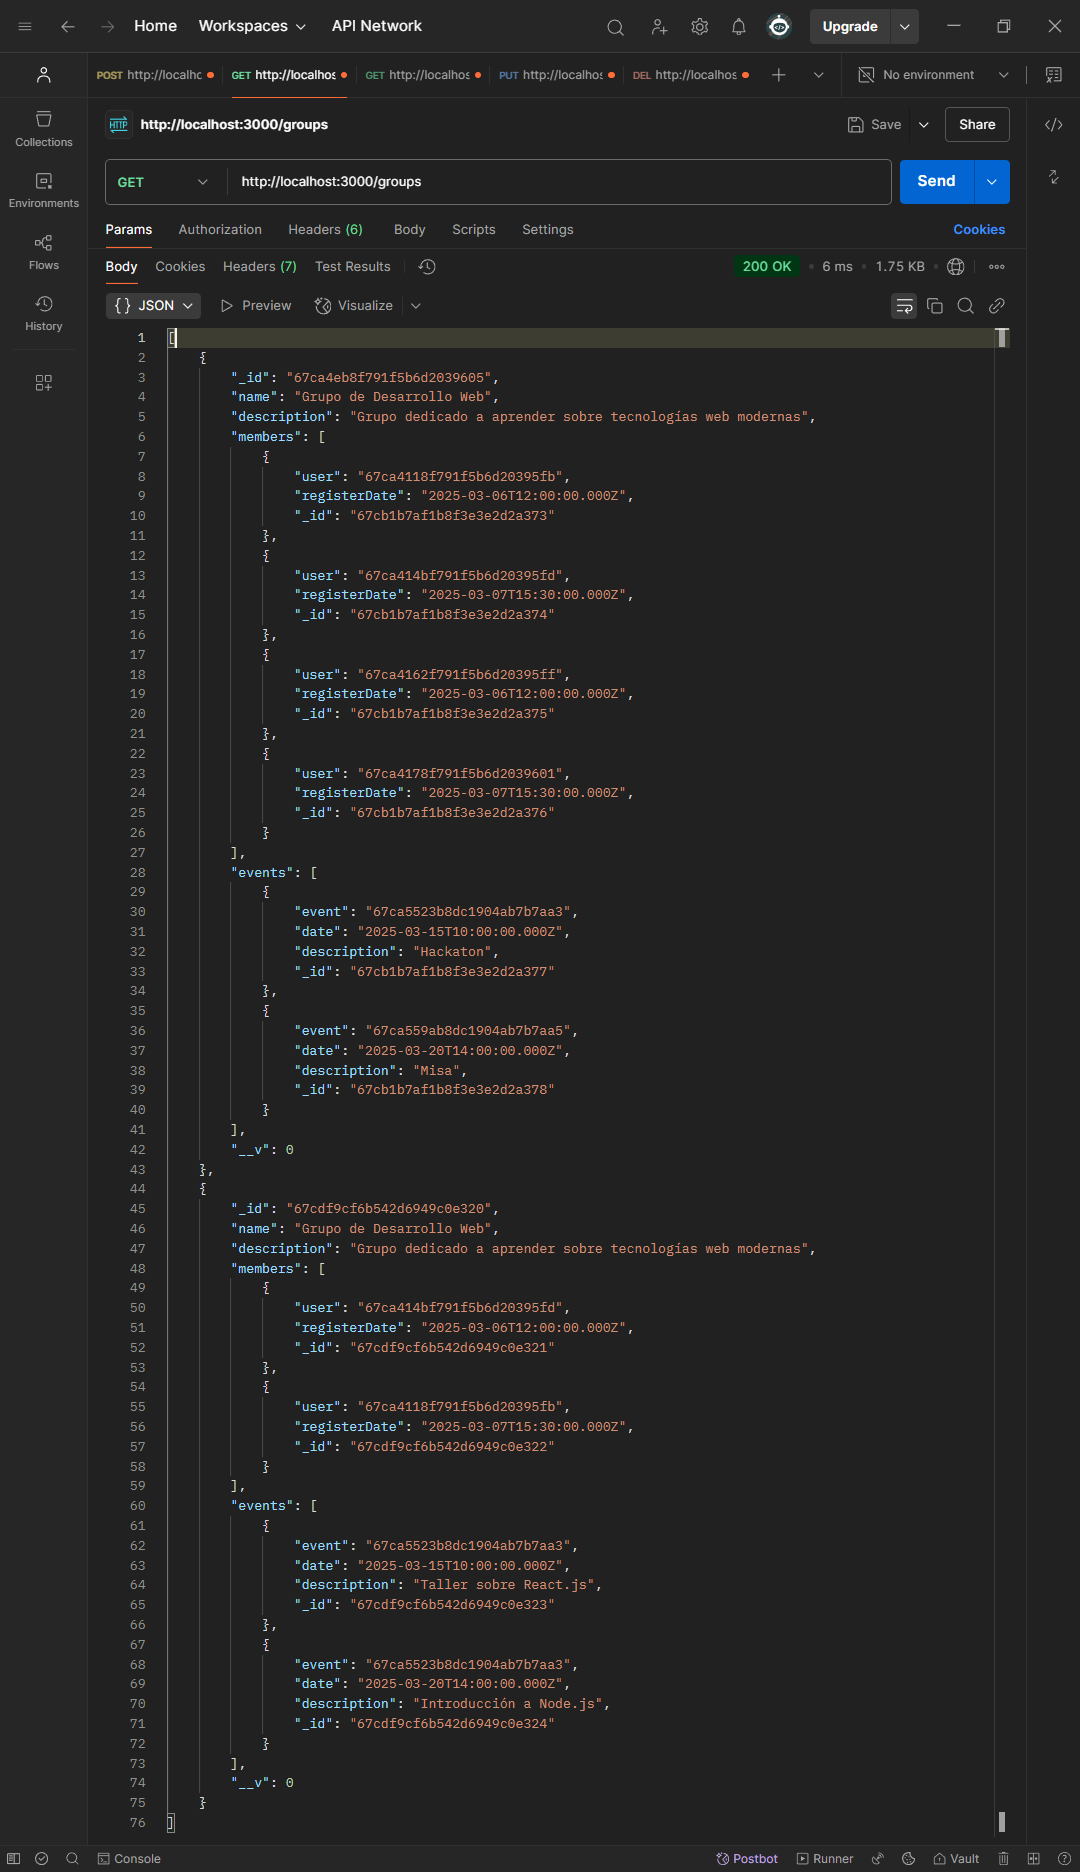 Home Workspaces API Network Upgrade
POST http://localhc GET http://localhos GET http://localhos PUT http://localhos DEL http://localhos No environment
HTTP http://localhost:3000/groups Save Share
Collections
GET http://localhost:3000/groups Send
Environments
Params Authorization Headers (6) Body Scripts Settings Cookies
Flows
Body Cookies Headers (7) Test Results 200 OK 6 ms 1.75 KB
History
{} JSON Preview Visualize
1 [
2 {
3 "_id": "67ca4eb8f791f5b6d2039605",
4 "name": "Grupo de Desarrollo Web",
5 "description": "Grupo dedicado a aprender sobre tecnologías web modernas",
6 "members": [
7 {
8 "user": "67ca4118f791f5b6d20395fb",
9 "registerDate": "2025-03-06T12:00:00.000Z",
10 "_id": "67cb1b7af1b8f3e3e2d2a373"
11 },
12 {
13 "user": "67ca414bf791f5b6d20395fd",
14 "registerDate": "2025-03-07T15:30:00.000Z",
15 "_id": "67cb1b7af1b8f3e3e2d2a374"
16 },
17 {
18 "user": "67ca4162f791f5b6d20395ff",
19 "registerDate": "2025-03-06T12:00:00.000Z",
20 "_id": "67cb1b7af1b8f3e3e2d2a375"
21 },
22 {
23 "user": "67ca4178f791f5b6d2039601",
24 "registerDate": "2025-03-07T15:30:00.000Z",
25 "_id": "67cb1b7af1b8f3e3e2d2a376"
26 }
27 ],
28 "events": [
29 {
30 "event": "67ca5523b8dc1904ab7b7aa3",
31 "date": "2025-03-15T10:00:00.000Z",
32 "description": "Hackaton",
33 "_id": "67cb1b7af1b8f3e3e2d2a377"
34 },
35 {
36 "event": "67ca559ab8dc1904ab7b7aa5",
37 "date": "2025-03-20T14:00:00.000Z",
38 "description": "Misa",
39 "_id": "67cb1b7af1b8f3e3e2d2a378"
40 }
41 ],
42 "__v": 0
43 },
44 {
45 "_id": "67cdf9cf6b542d6949c0e320",
46 "name": "Grupo de Desarrollo Web",
47 "description": "Grupo dedicado a aprender sobre tecnologías web modernas",
48 "members": [
49 {
50 "user": "67ca414bf791f5b6d20395fd",
51 "registerDate": "2025-03-06T12:00:00.000Z",
52 "_id": "67cdf9cf6b542d6949c0e321"
53 },
54 {
55 "user": "67ca4118f791f5b6d20395fb",
56 "registerDate": "2025-03-07T15:30:00.000Z",
57 "_id": "67cdf9cf6b542d6949c0e322"
58 }
59 ],
60 "events": [
61 {
62 "event": "67ca5523b8dc1904ab7b7aa3",
63 "date": "2025-03-15T10:00:00.000Z",
64 "description": "Taller sobre React.js",
65 "_id": "67cdf9cf6b542d6949c0e323"
66 },
67 {
68 "event": "67ca5523b8dc1904ab7b7aa3",
69 "date": "2025-03-20T14:00:00.000Z",
70 "description": "Introducción a Node.js",
71 "_id": "67cdf9cf6b542d6949c0e324"
72 }
73 ],
74 "__v": 0
75 }
76 ]
Console Postbot Runner Vault